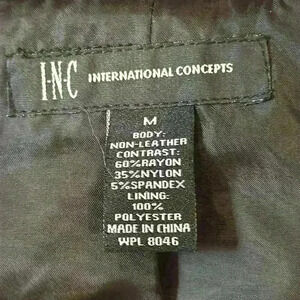 I·N·C INTERNATIONAL CONCEPTS
M
BODY:
NON-LEATHER
CONTRAST:
60%RAYON
35%NYLON
5%SPANDEX
LINING:
100%
POLYESTER
MADE IN CHINA
WPL 8046